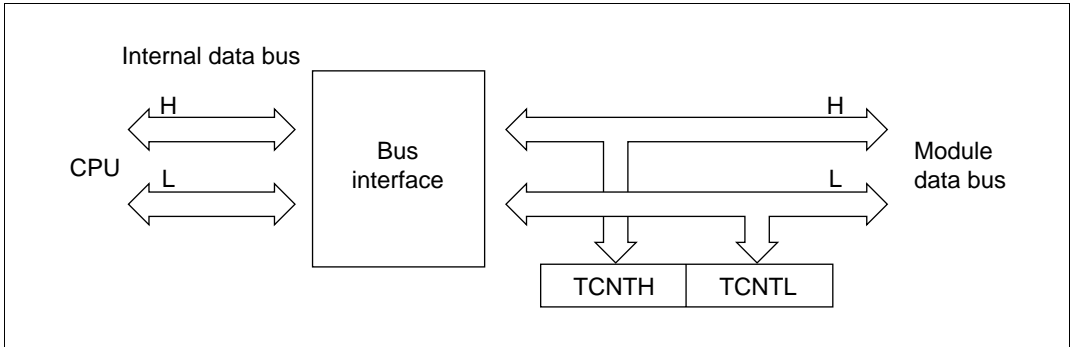 Internal data bus
H
H
CPU
Bus
interface
Module
data bus
L
L
TCNTH
TCNTL